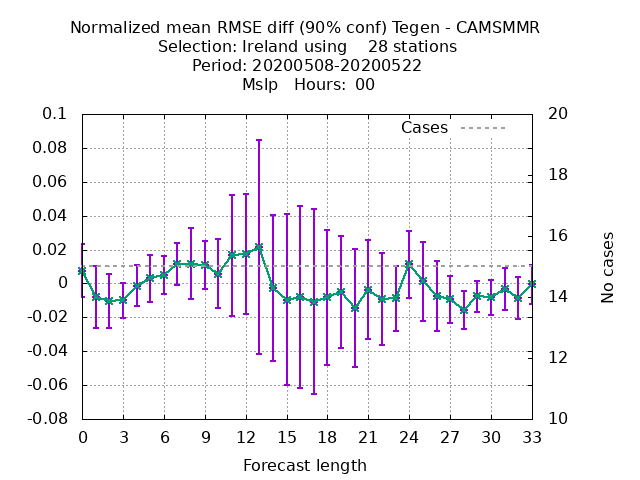 Normalized mean RMSE diff (90% conf) Tegen - CAMSMMR
Selection: Ireland using    28 stations
Period: 20200508-20200522
Mslp   Hours:  00
Cases
0.1
0.08
0.06
0.04
0.02
0
-0.02
-0.04
-0.06
-0.08
20
18
16
14
12
10
No cases
0 3 6 9 12 15 18 21 24 27 30 33
Forecast length